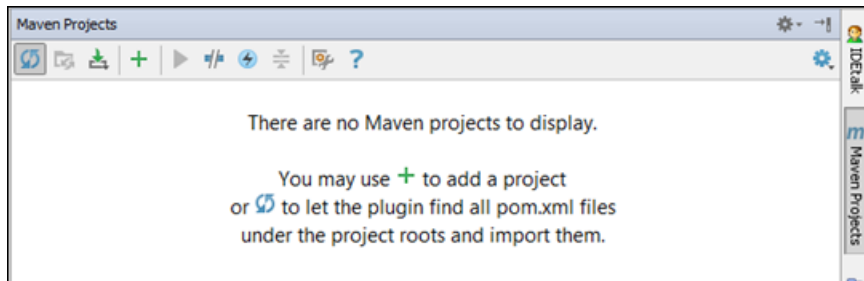 Maven Projects
There are no Maven projects to display.
You may use + to add a project
or to let the plugin find all pom.xml files
under the project roots and import them.
IDEtalk
m Maven Projects